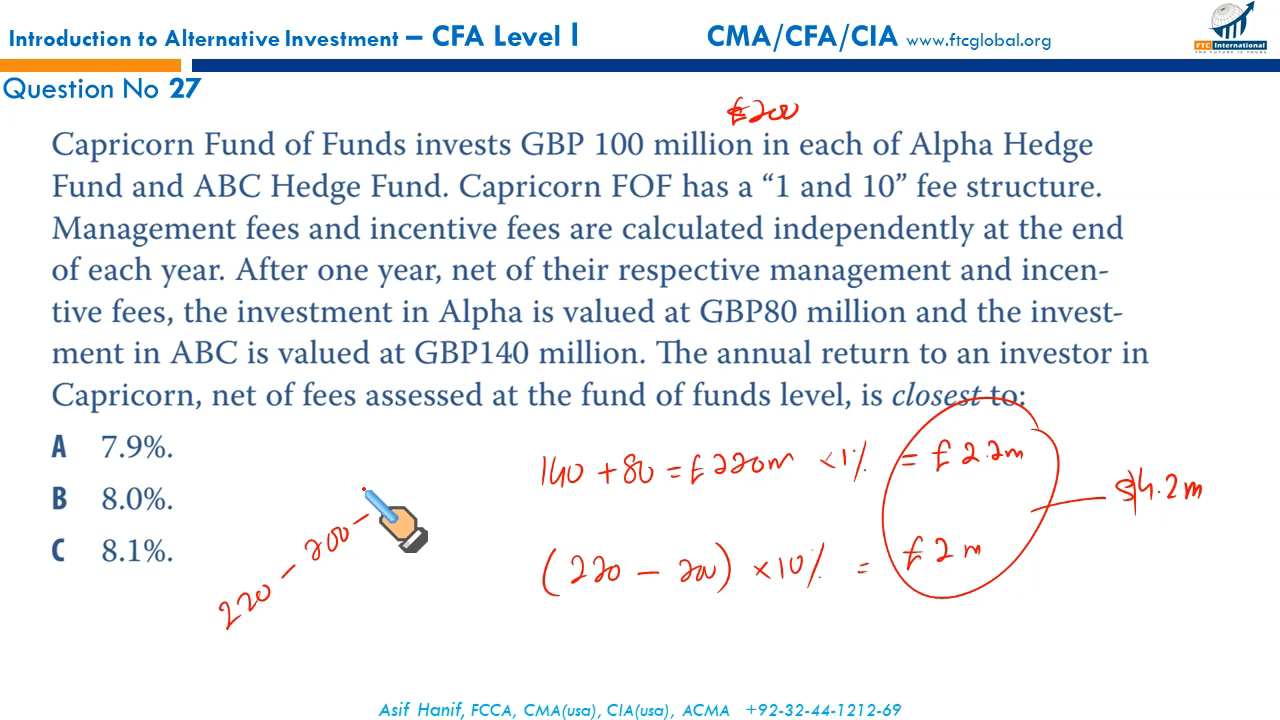 Introduction to Alternative Investment – CFA Level I CMA/CFA/CIA www.ftcglobal.org
FTC International
THE FUTURE IS YOURS
Question No 27
£200
Capricorn Fund of Funds invests GBP 100 million in each of Alpha Hedge
Fund and ABC Hedge Fund. Capricorn FOF has a “1 and 10” fee structure.
Management fees and incentive fees are calculated independently at the end
of each year. After one year, net of their respective management and incen-
tive fees, the investment in Alpha is valued at GBP80 million and the invest-
ment in ABC is valued at GBP140 million. The annual return to an investor in
Capricorn, net of fees assessed at the fund of funds level, is closest to:
A 7.9%.
B 8.0%.
C 8.1%.
140 + 80 = £220m × 1% = £2.2m
$4.2m
(220 – 200) × 10% = £2m
220 – 200 –
Asif Hanif, FCCA, CMA(usa), CIA(usa), ACMA +92-32-44-1212-69